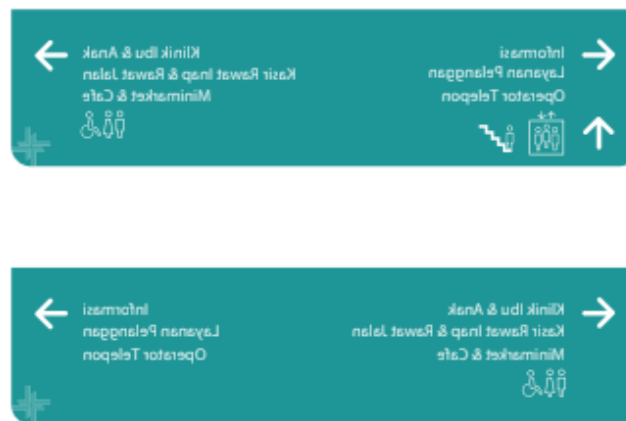 Klinik Ibu & Anak
Kasir Rawat Inap & Rawat Jalan
Minimarket & Cafe
Informasi
Layanan Pelanggan
Operator Telepon
Informasi
Layanan Pelanggan
Operator Telepon
Klinik Ibu & Anak
Kasir Rawat Inap & Rawat Jalan
Minimarket & Cafe